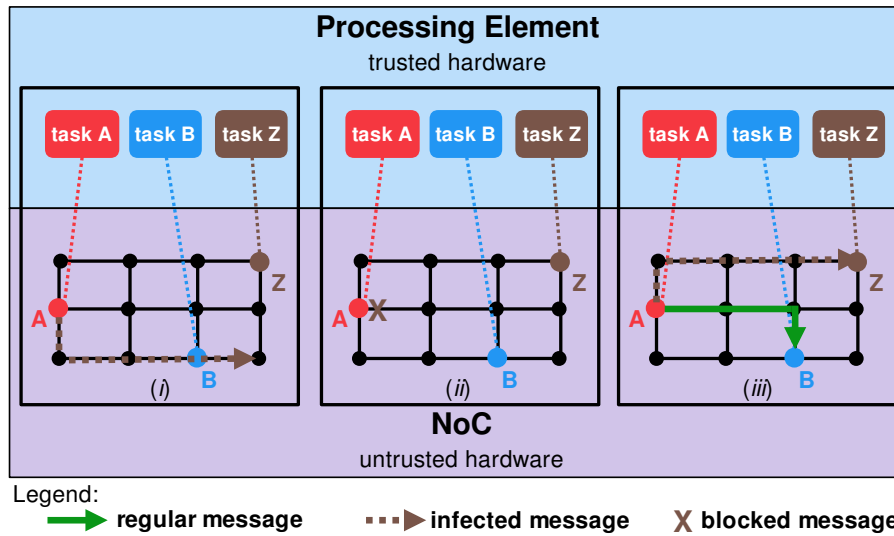 Processing Element
trusted hardware
task A task B task Z
task A task B task Z
task A task B task Z
Z
A
B
(i)
Z
A
X
B
(ii)
Z
A
B
(iii)
NoC
untrusted hardware
Legend:
regular message
infected message
X blocked message